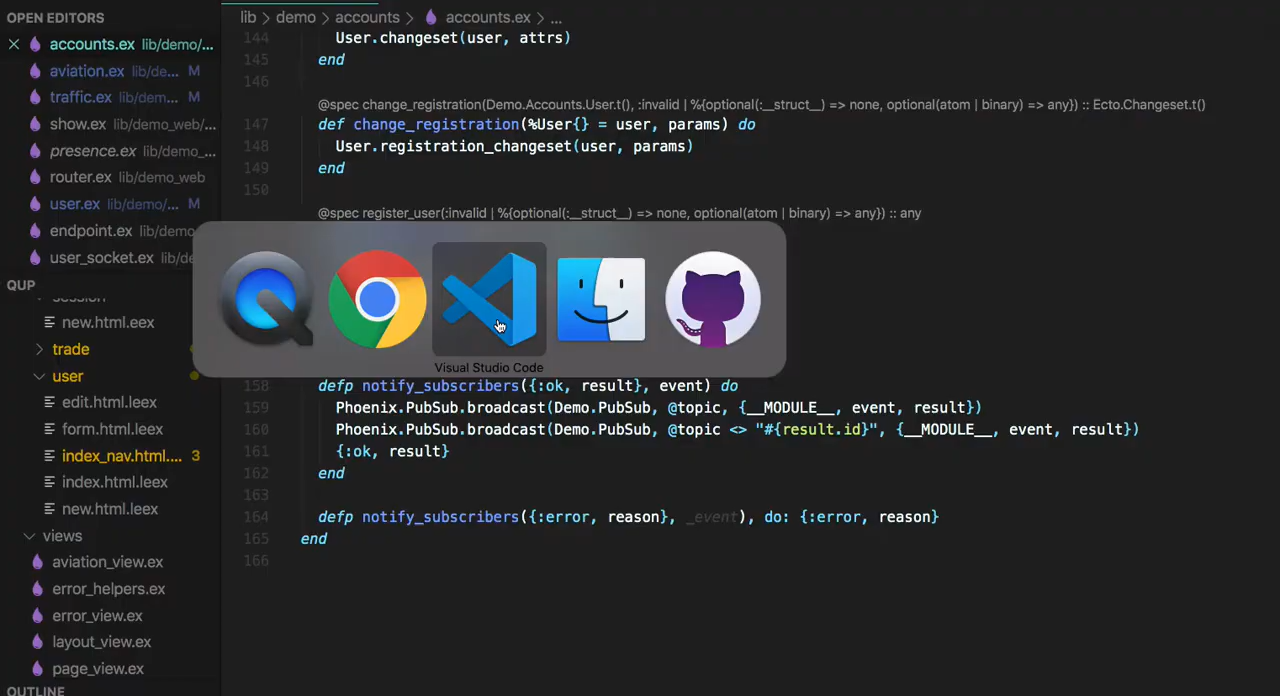 OPEN EDITORS
accounts.ex lib/demo/...
aviation.ex lib/de... M
traffic.ex lib/dem... M
show.ex lib/demo_web/...
presence.ex lib/demo_...
router.ex lib/demo_web
user.ex lib/demo/... M
endpoint.ex lib/demo
user_socket.ex lib/de
QUP
session
new.html.eex
trade
user
edit.html.leex
form.html.leex
index_nav.html.... 3
index.html.leex
new.html.leex
views
aviation_view.ex
error_helpers.ex
error_view.ex
layout_view.ex
page_view.ex
OUTLINE
lib > demo > accounts > accounts.ex > ...
144 User.changeset(user, attrs)
145 end
146
@spec change_registration(Demo.Accounts.User.t(), :invalid | %{optional(:__struct__) => none, optional(atom | binary) => any}) :: Ecto.Changeset.t()
147 def change_registration(%User{} = user, params) do
148 User.registration_changeset(user, params)
149 end
150
@spec register_user(:invalid | %{optional(:__struct__) => none, optional(atom | binary) => any}) :: any
Visual Studio Code
158 defp notify_subscribers({:ok, result}, event) do
159 Phoenix.PubSub.broadcast(Demo.PubSub, @topic, {__MODULE__, event, result})
160 Phoenix.PubSub.broadcast(Demo.PubSub, @topic <> "#{result.id}", {__MODULE__, event, result})
161 {:ok, result}
162 end
163
164 defp notify_subscribers({:error, reason}, _event), do: {:error, reason}
165 end
166